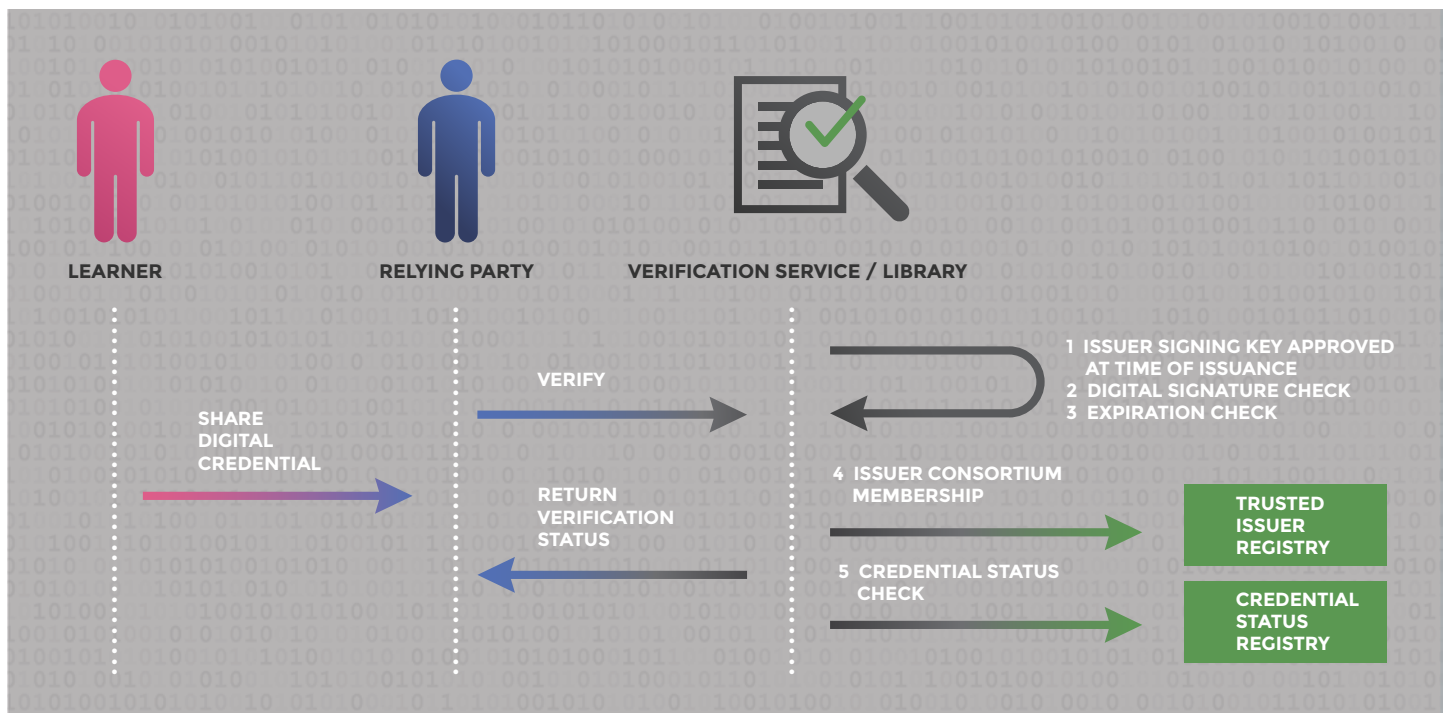 LEARNER
RELYING PARTY
VERIFICATION SERVICE / LIBRARY
SHARE
DIGITAL
CREDENTIAL
VERIFY
RETURN
VERIFICATION
STATUS
1 ISSUER SIGNING KEY APPROVED
AT TIME OF ISSUANCE
2 DIGITAL SIGNATURE CHECK
3 EXPIRATION CHECK
4 ISSUER CONSORTIUM
MEMBERSHIP
TRUSTED
ISSUER
REGISTRY
5 CREDENTIAL STATUS
CHECK
CREDENTIAL
STATUS
REGISTRY